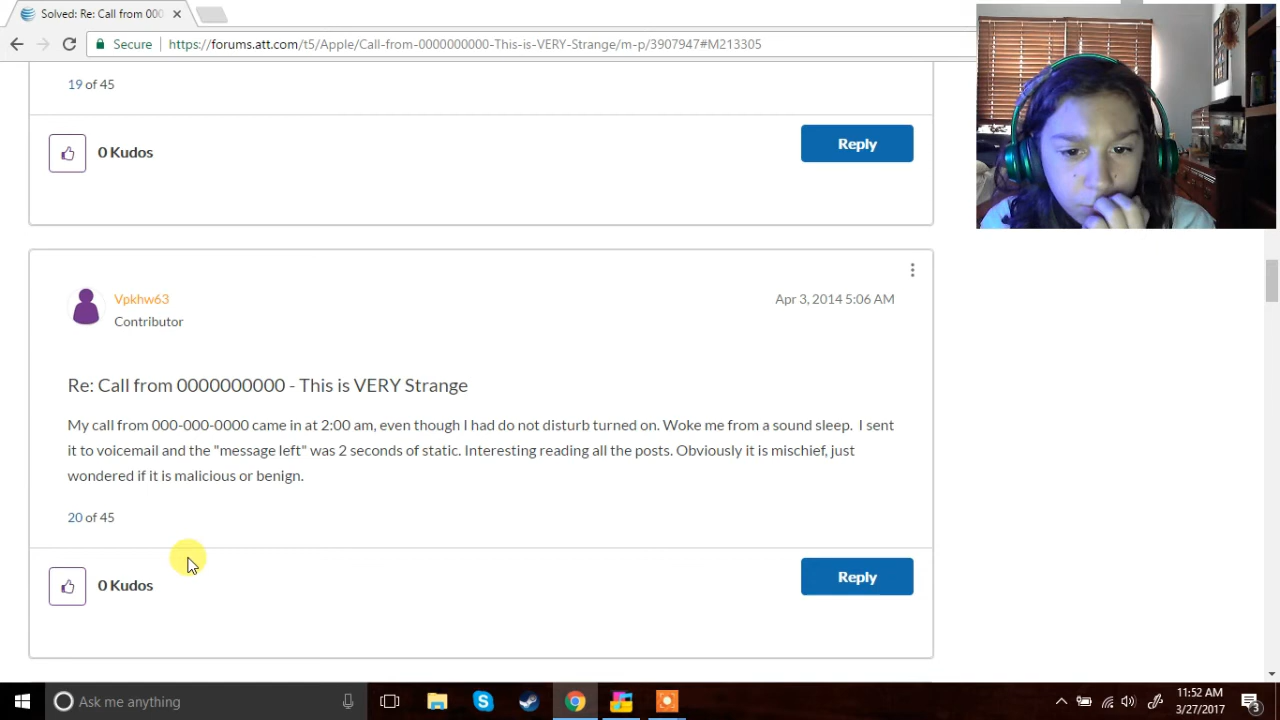 Solved: Re: Call from 000
Secure
https://forums.att.com
000000-This-is-VERY-Strange/m-p/3907947#M213305
19 of 45
0 Kudos
Reply
Vpkhw63
Contributor
Apr 3, 2014 5:06 AM
Re: Call from 0000000000 - This is VERY Strange
My call from 000-000-0000 came in at 2:00 am, even though I had do not disturb turned on. Woke me from a sound sleep. I sent
it to voicemail and the "message left" was 2 seconds of static. Interesting reading all the posts. Obviously it is mischief, just
wondered if it is malicious or benign.
20 of 45
0 Kudos
Reply
Ask me anything
11:52 AM
3/27/2017
3